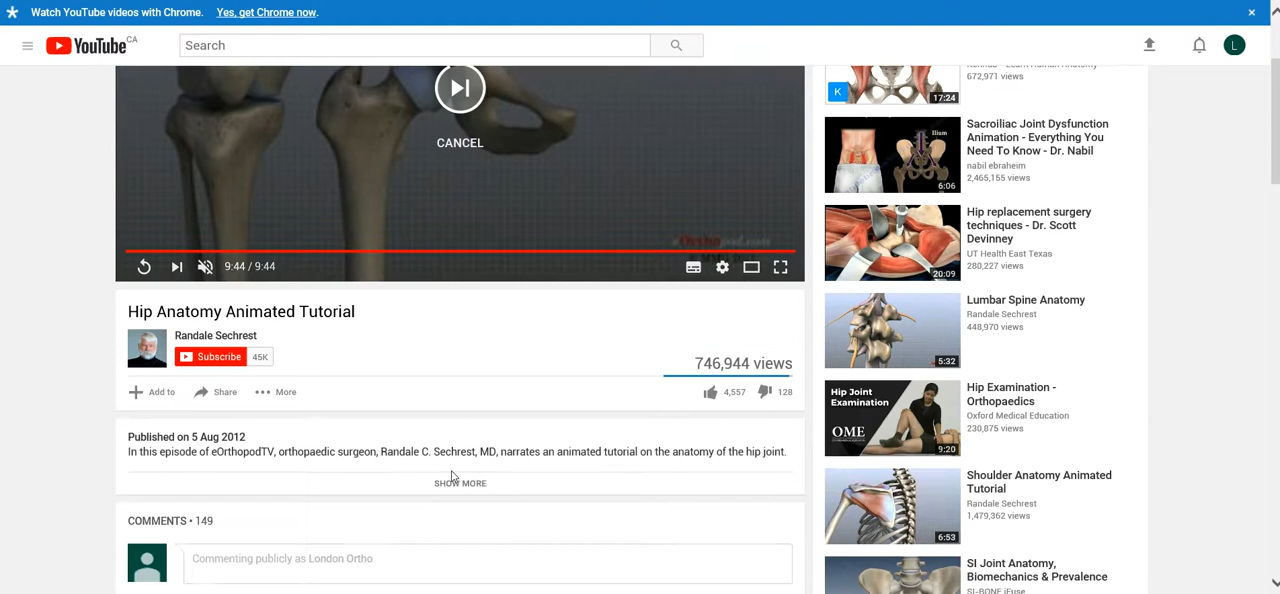 Watch YouTube videos with Chrome. Yes, get Chrome now.
YouTube CA
Search
L
CANCEL
9:44 / 9:44
Hip Anatomy Animated Tutorial
Randale Sechrest
Subscribe 45K
746,944 views
Add to Share More 4,557 128
Published on 5 Aug 2012
In this episode of eOrthopodTV, orthopaedic surgeon, Randale C. Sechrest, MD, narrates an animated tutorial on the anatomy of the hip joint.
SHOW MORE
COMMENTS • 149
Commenting publicly as London Ortho
672,971 views
K
17:24
Sacroiliac Joint Dysfunction
Animation - Everything You
Need To Know - Dr. Nabil
nabil ebraheim
2,465,155 views
Ilium
6:06
Hip replacement surgery
techniques - Dr. Scott
Devinney
UT Health East Texas
280,227 views
20:09
Lumbar Spine Anatomy
Randale Sechrest
448,970 views
5:32
Hip Examination -
Orthopaedics
Oxford Medical Education
230,875 views
Hip Joint
Examination
OME
9:20
Shoulder Anatomy Animated
Tutorial
Randale Sechrest
1,479,362 views
6:53
SI Joint Anatomy,
Biomechanics & Prevalence
SI-BONE iFuse